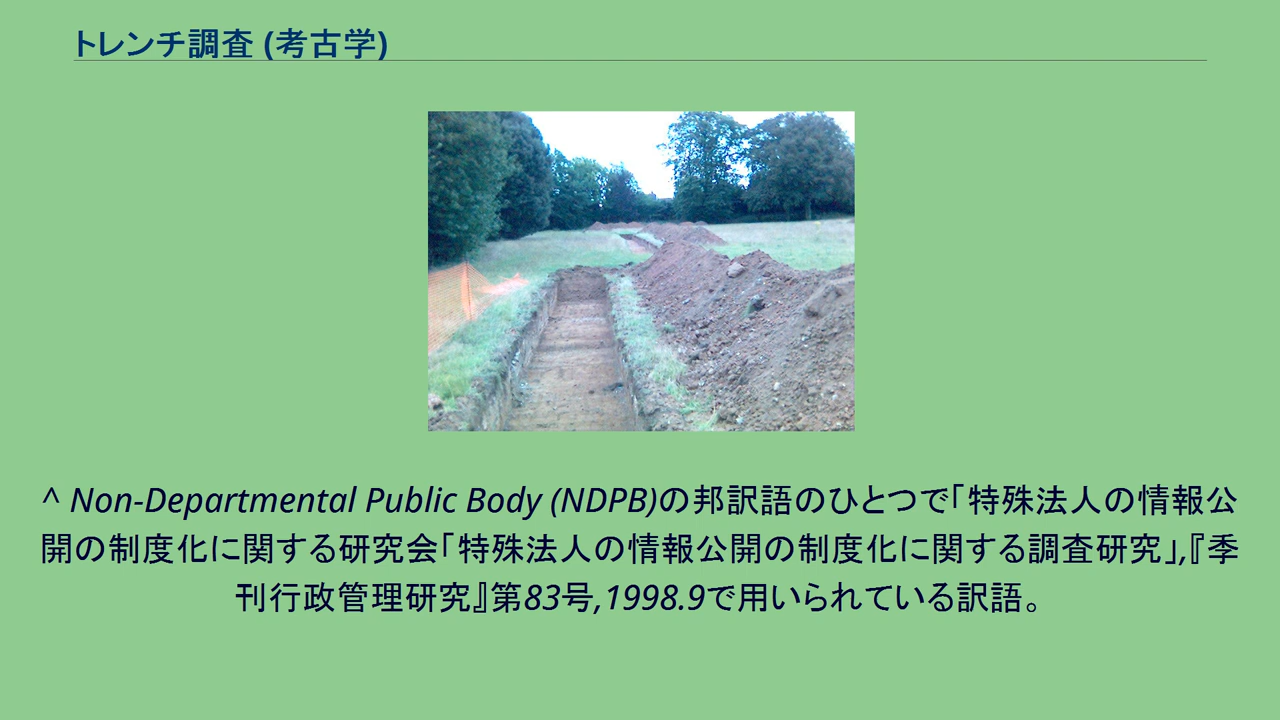 トレンチ調査 (考古学)
^ Non-Departmental Public Body (NDPB)の邦訳語のひとつで「特殊法人の情報公
開の制度化に関する研究会「特殊法人の情報公開の制度化に関する調査研究」,『季
刊行政管理研究』第83号,1998.9で用いられている訳語。